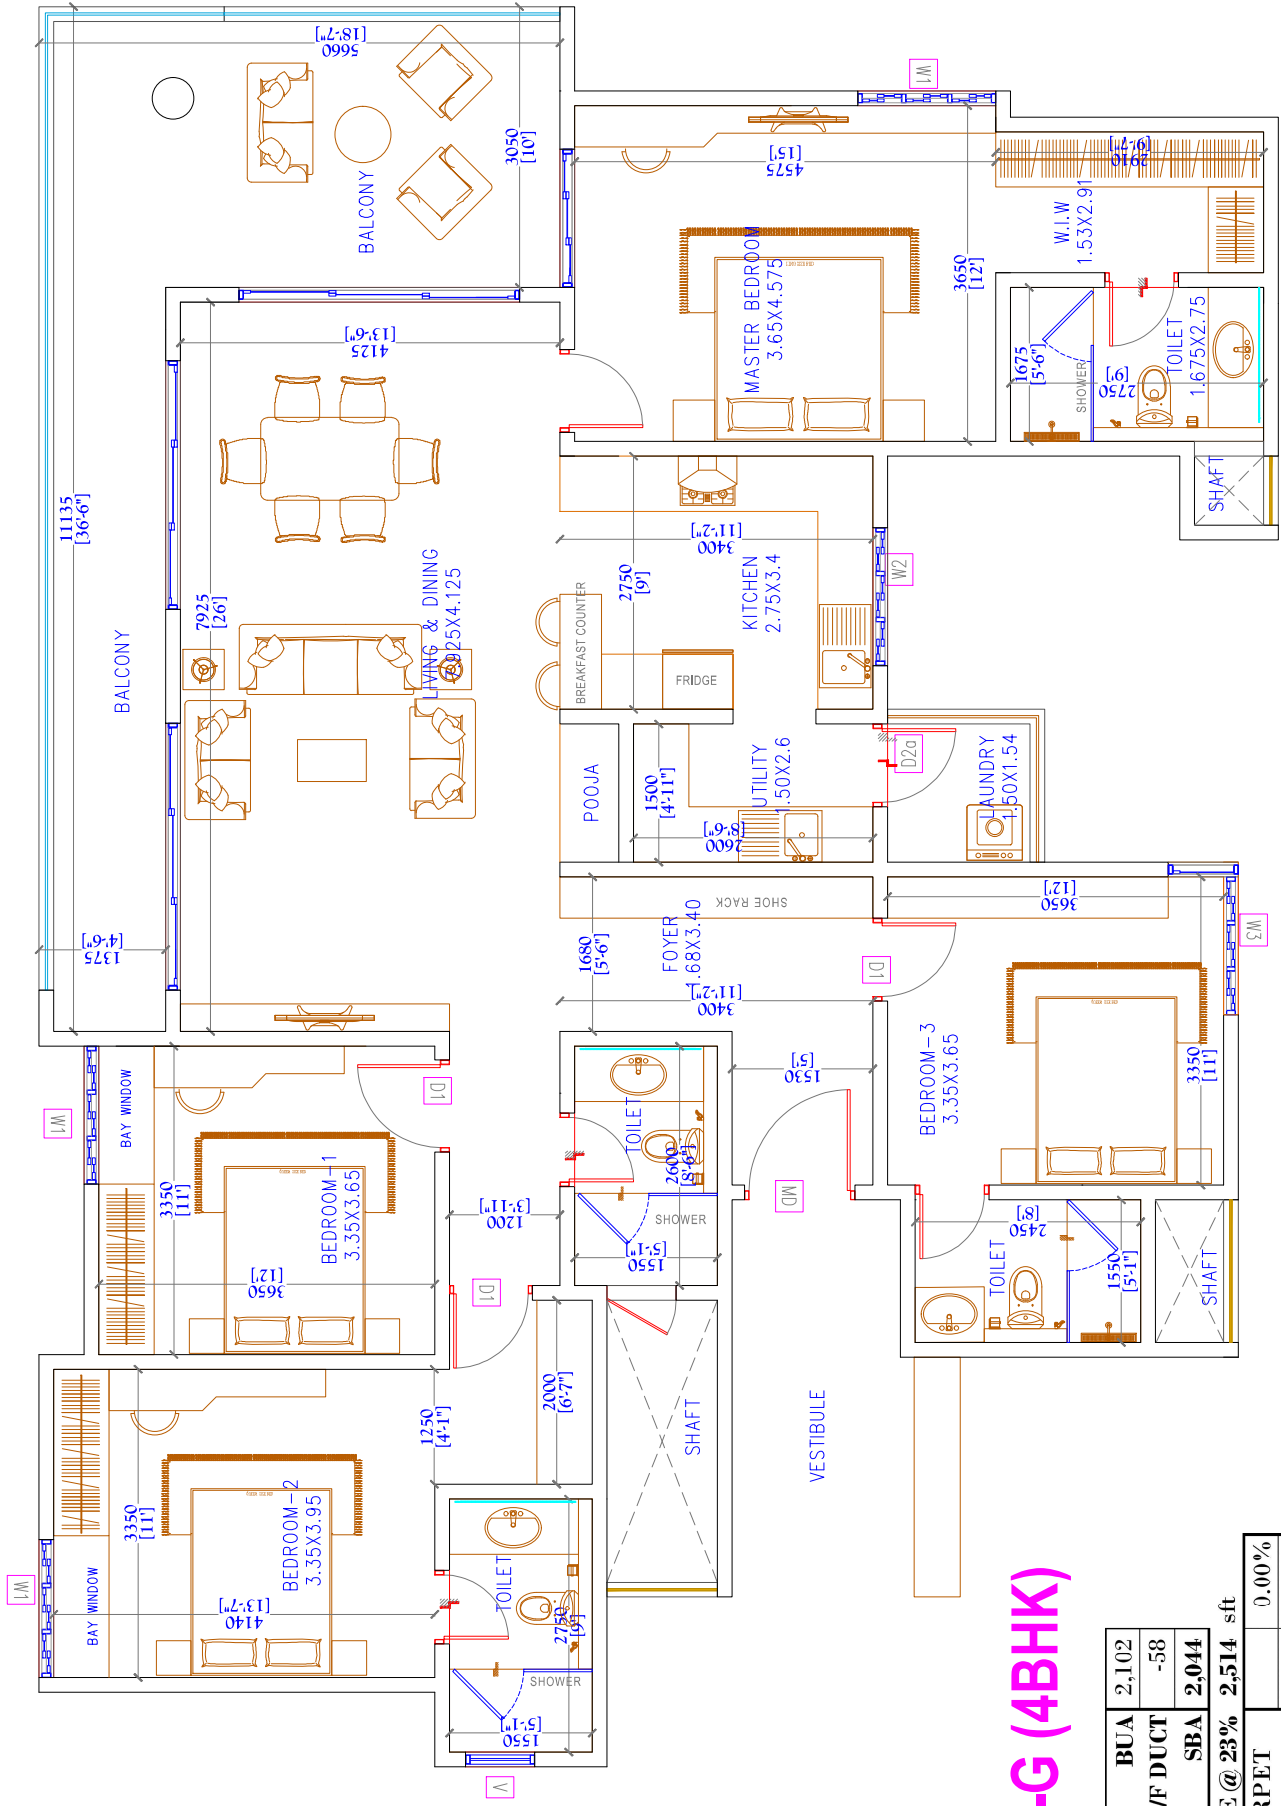 5660
[18'-7"]
3050
[10']
BALCONY
W1
4575
[15']
2910
[9'-7"]
W.I.W
1.53X2.91
MASTER BEDROOM
3.65X4.575
3650
[12']
4125
[13'-6"]
1675
[5'-6"]
SHOWER
2750
[9']
TOILET
1.675X2.75
SHAFT
11135
[36'-6"]
7925
[26']
BALCONY
LIVING & DINING
7.925X4.125
3400
[11'-2"]
2750
[9']
KITCHEN
2.75X3.4
W2
BREAKFAST COUNTER
FRIDGE
POOJA
1500
[4'-11"]
UTILITY
1.50X2.6
2600
[8'-6"]
D2a
LAUNDRY
1.50X1.54
1375
[4'-6"]
SHOE RACK
FOYER
1.68X3.40
1680
[5'-6"]
3400
[11'-2"]
D1
3650
[12']
W3
BEDROOM-3
3.35X3.65
3350
[11']
1530
[5']
MD
W1
BAY WINDOW
D1
BEDROOM-1
3.35X3.65
3350
[11']
3650
[12']
1200
[3'-11"]
D1
TOILET
2600
[8'-6"]
SHOWER
1550
[5'-1"]
2450
[8']
TOILET
1550
[5'-1"]
SHAFT
2000
[6'-7"]
1250
[4'-1"]
SHAFT
VESTIBULE
3350
[11']
BEDROOM-2
3.35X3.95
4140
[13'-7"]
BAY WINDOW
W1
TOILET
2750
[9']
SHOWER
1550
[5'-1"]
V
-G (4BHK)
BUA 2,102
/F DUCT -58
SBA 2,044
E @ 23% 2,514 sft
RPET 0.00%